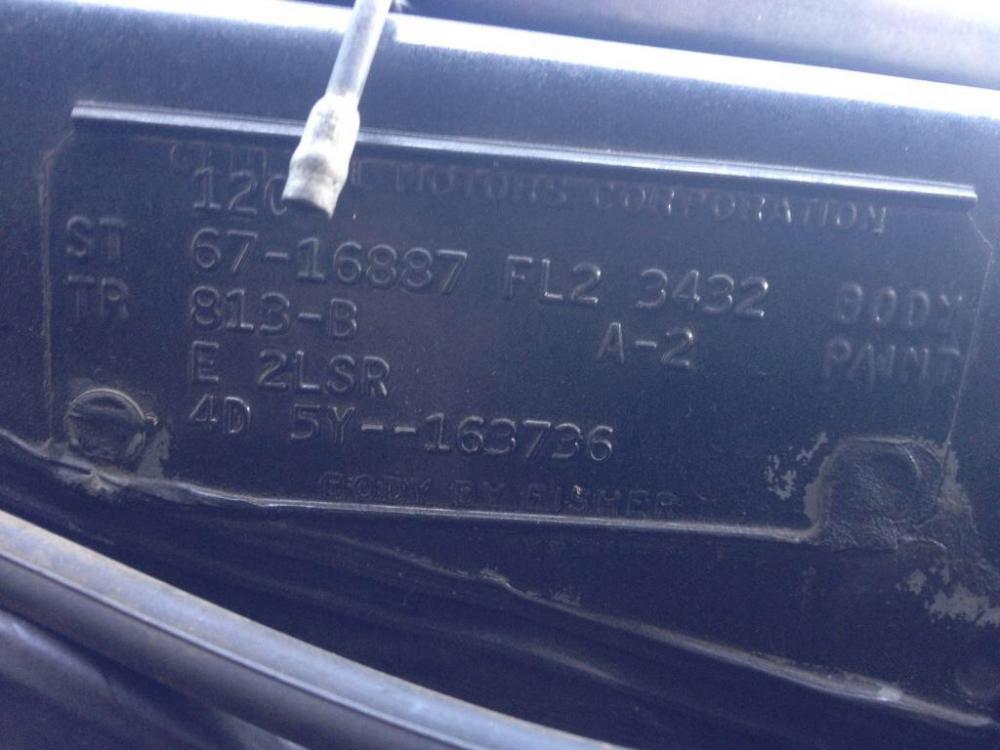 MOTORS CORPORATION
ST 67-16887 FL2 3432 BODY
TR 813-B A-2 PAINT
E 2LSR
4D 5Y--163736
BODY BY FISHER